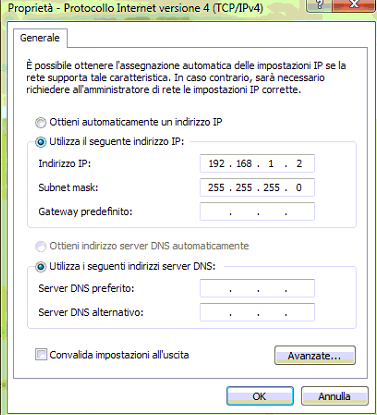 Proprietà - Protocollo Internet versione 4 (TCP/IPv4)
Generale
È possibile ottenere l'assegnazione automatica delle impostazioni IP se la
rete supporta tale caratteristica. In caso contrario, sarà necessario
richiedere all'amministratore di rete le impostazioni IP corrette.
Ottieni automaticamente un indirizzo IP
Utilizza il seguente indirizzo IP:
Indirizzo IP: 192 . 168 . 1 . 2
Subnet mask: 255 . 255 . 255 . 0
Gateway predefinito: . . .
Ottieni indirizzo server DNS automaticamente
Utilizza i seguenti indirizzi server DNS:
Server DNS preferito: . . .
Server DNS alternativo: . . .
Convalida impostazioni all'uscita
Avanzate...
OK Annulla